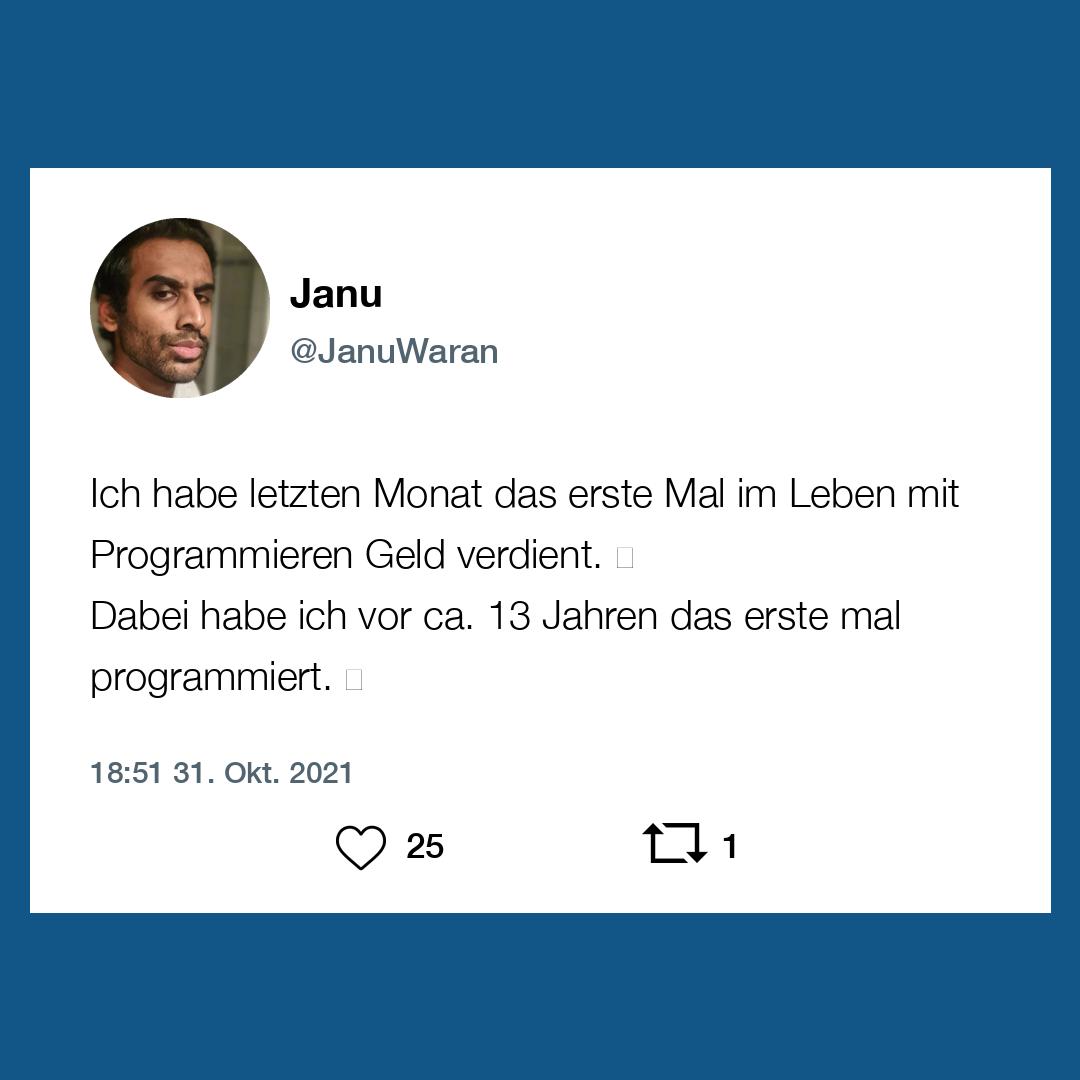 Janu
@JanuWaran
Ich habe letzten Monat das erste Mal im Leben mit
Programmieren Geld verdient. 
Dabei habe ich vor ca. 13 Jahren das erste mal
programmiert. 
18:51 31. Okt. 2021
25 1